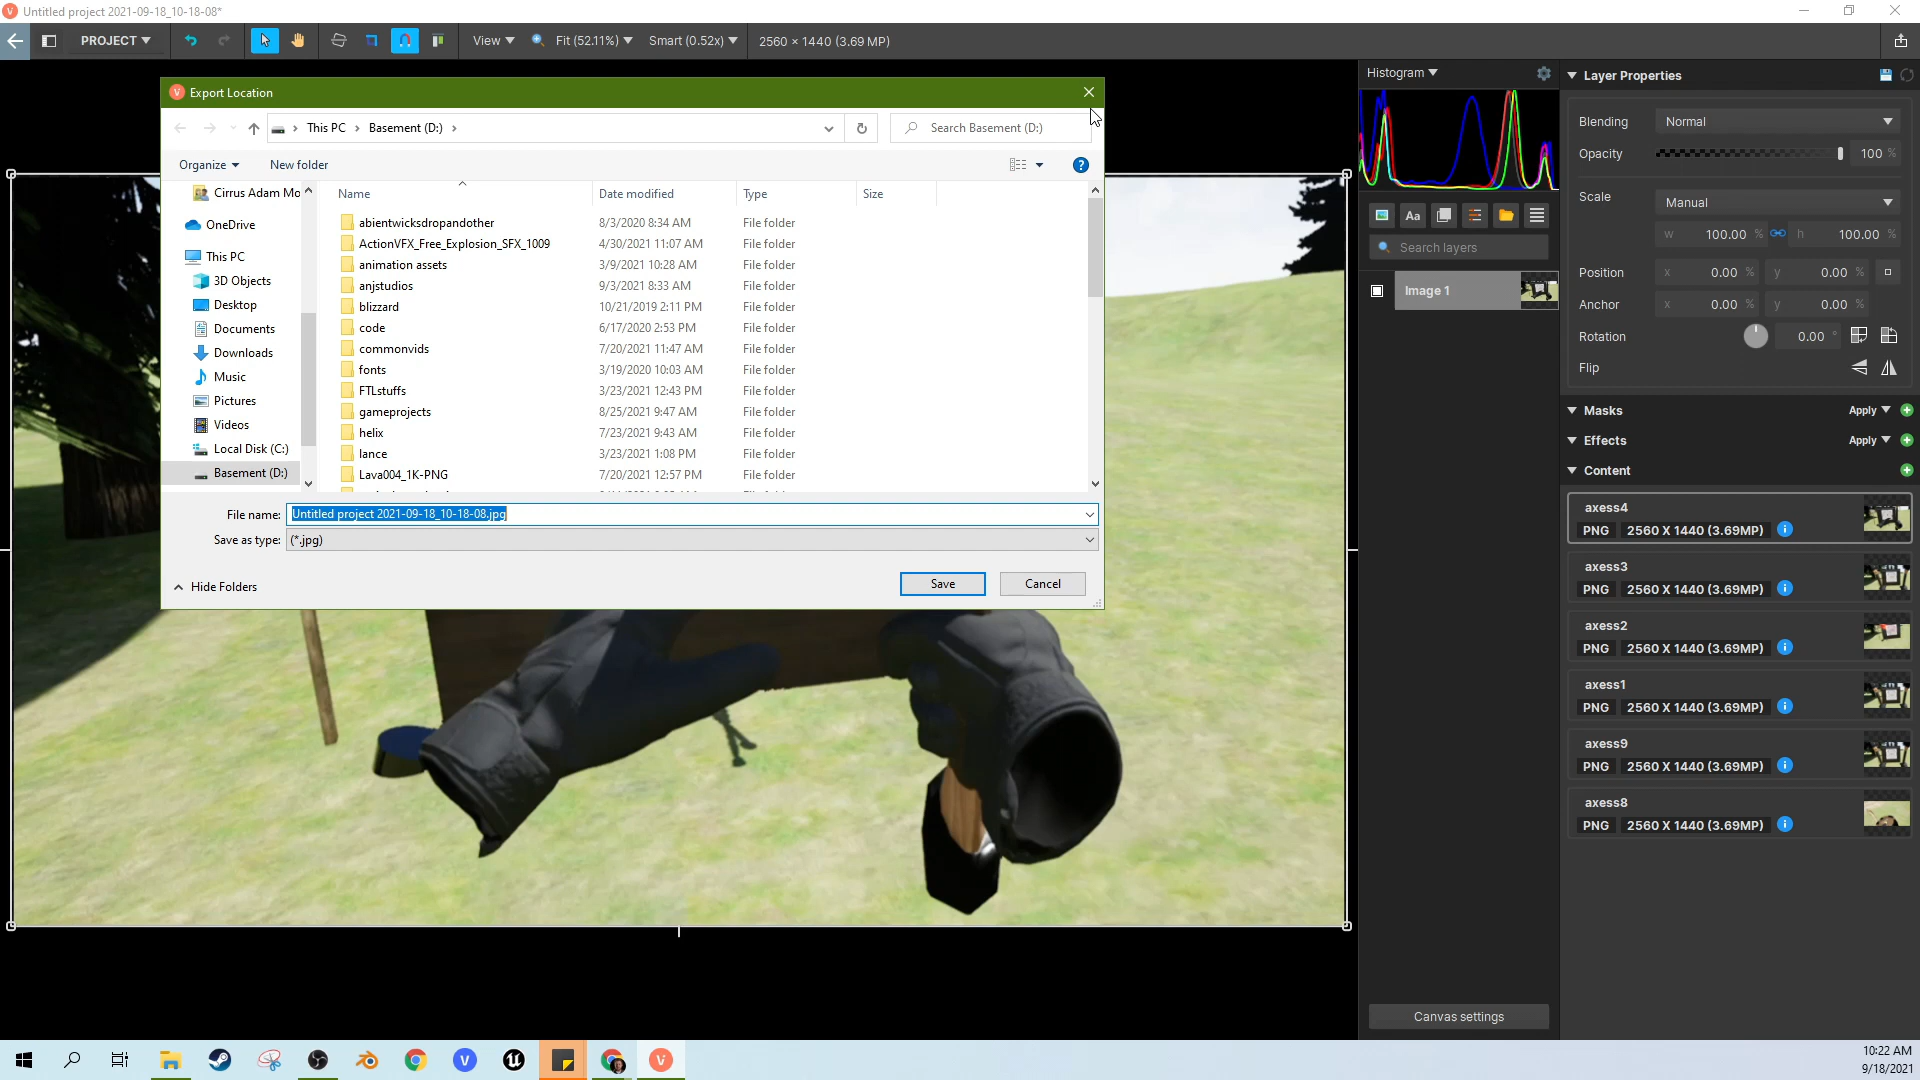 Untitled project 2021-09-18_10-18-08*
PROJECT
View
Fit (52.11%)
Smart (0.52x)
2560 × 1440 (3.69 MP)
Export Location
This PC
Basement (D:)
Search Basement (D:)
Organize
New folder
Cirrus Adam Mo
OneDrive
This PC
3D Objects
Desktop
Documents
Downloads
Music
Pictures
Videos
Local Disk (C:)
Basement (D:)
Name Date modified Type Size
abientwicksdropandother 8/3/2020 8:34 AM File folder
ActionVFX_Free_Explosion_SFX_1009 4/30/2021 11:07 AM File folder
animation assets 3/9/2021 10:28 AM File folder
anjstudios 9/3/2021 8:33 AM File folder
blizzard 10/21/2019 2:11 PM File folder
code 6/17/2020 2:53 PM File folder
commonvids 7/20/2021 11:47 AM File folder
fonts 3/19/2020 10:03 AM File folder
FTLstuffs 3/23/2021 12:43 PM File folder
gameprojects 8/25/2021 9:47 AM File folder
helix 7/23/2021 9:43 AM File folder
lance 3/23/2021 1:08 PM File folder
Lava004_1K-PNG 7/20/2021 12:57 PM File folder
File name: Untitled project 2021-09-18_10-18-08.jpg
Save as type: (*.jpg)
Hide Folders
Save
Cancel
Histogram
Aa
Search layers
Image 1
Canvas settings
Layer Properties
Blending Normal
Opacity 100 %
Scale Manual
w 100.00 % h 100.00 %
Position x 0.00 % y 0.00 %
Anchor x 0.00 % y 0.00 %
Rotation 0.00 °
Flip
Masks Apply
Effects Apply
Content
axess4
PNG 2560 X 1440 (3.69MP)
axess3
PNG 2560 X 1440 (3.69MP)
axess2
PNG 2560 X 1440 (3.69MP)
axess1
PNG 2560 X 1440 (3.69MP)
axess9
PNG 2560 X 1440 (3.69MP)
axess8
PNG 2560 X 1440 (3.69MP)
10:22 AM
9/18/2021